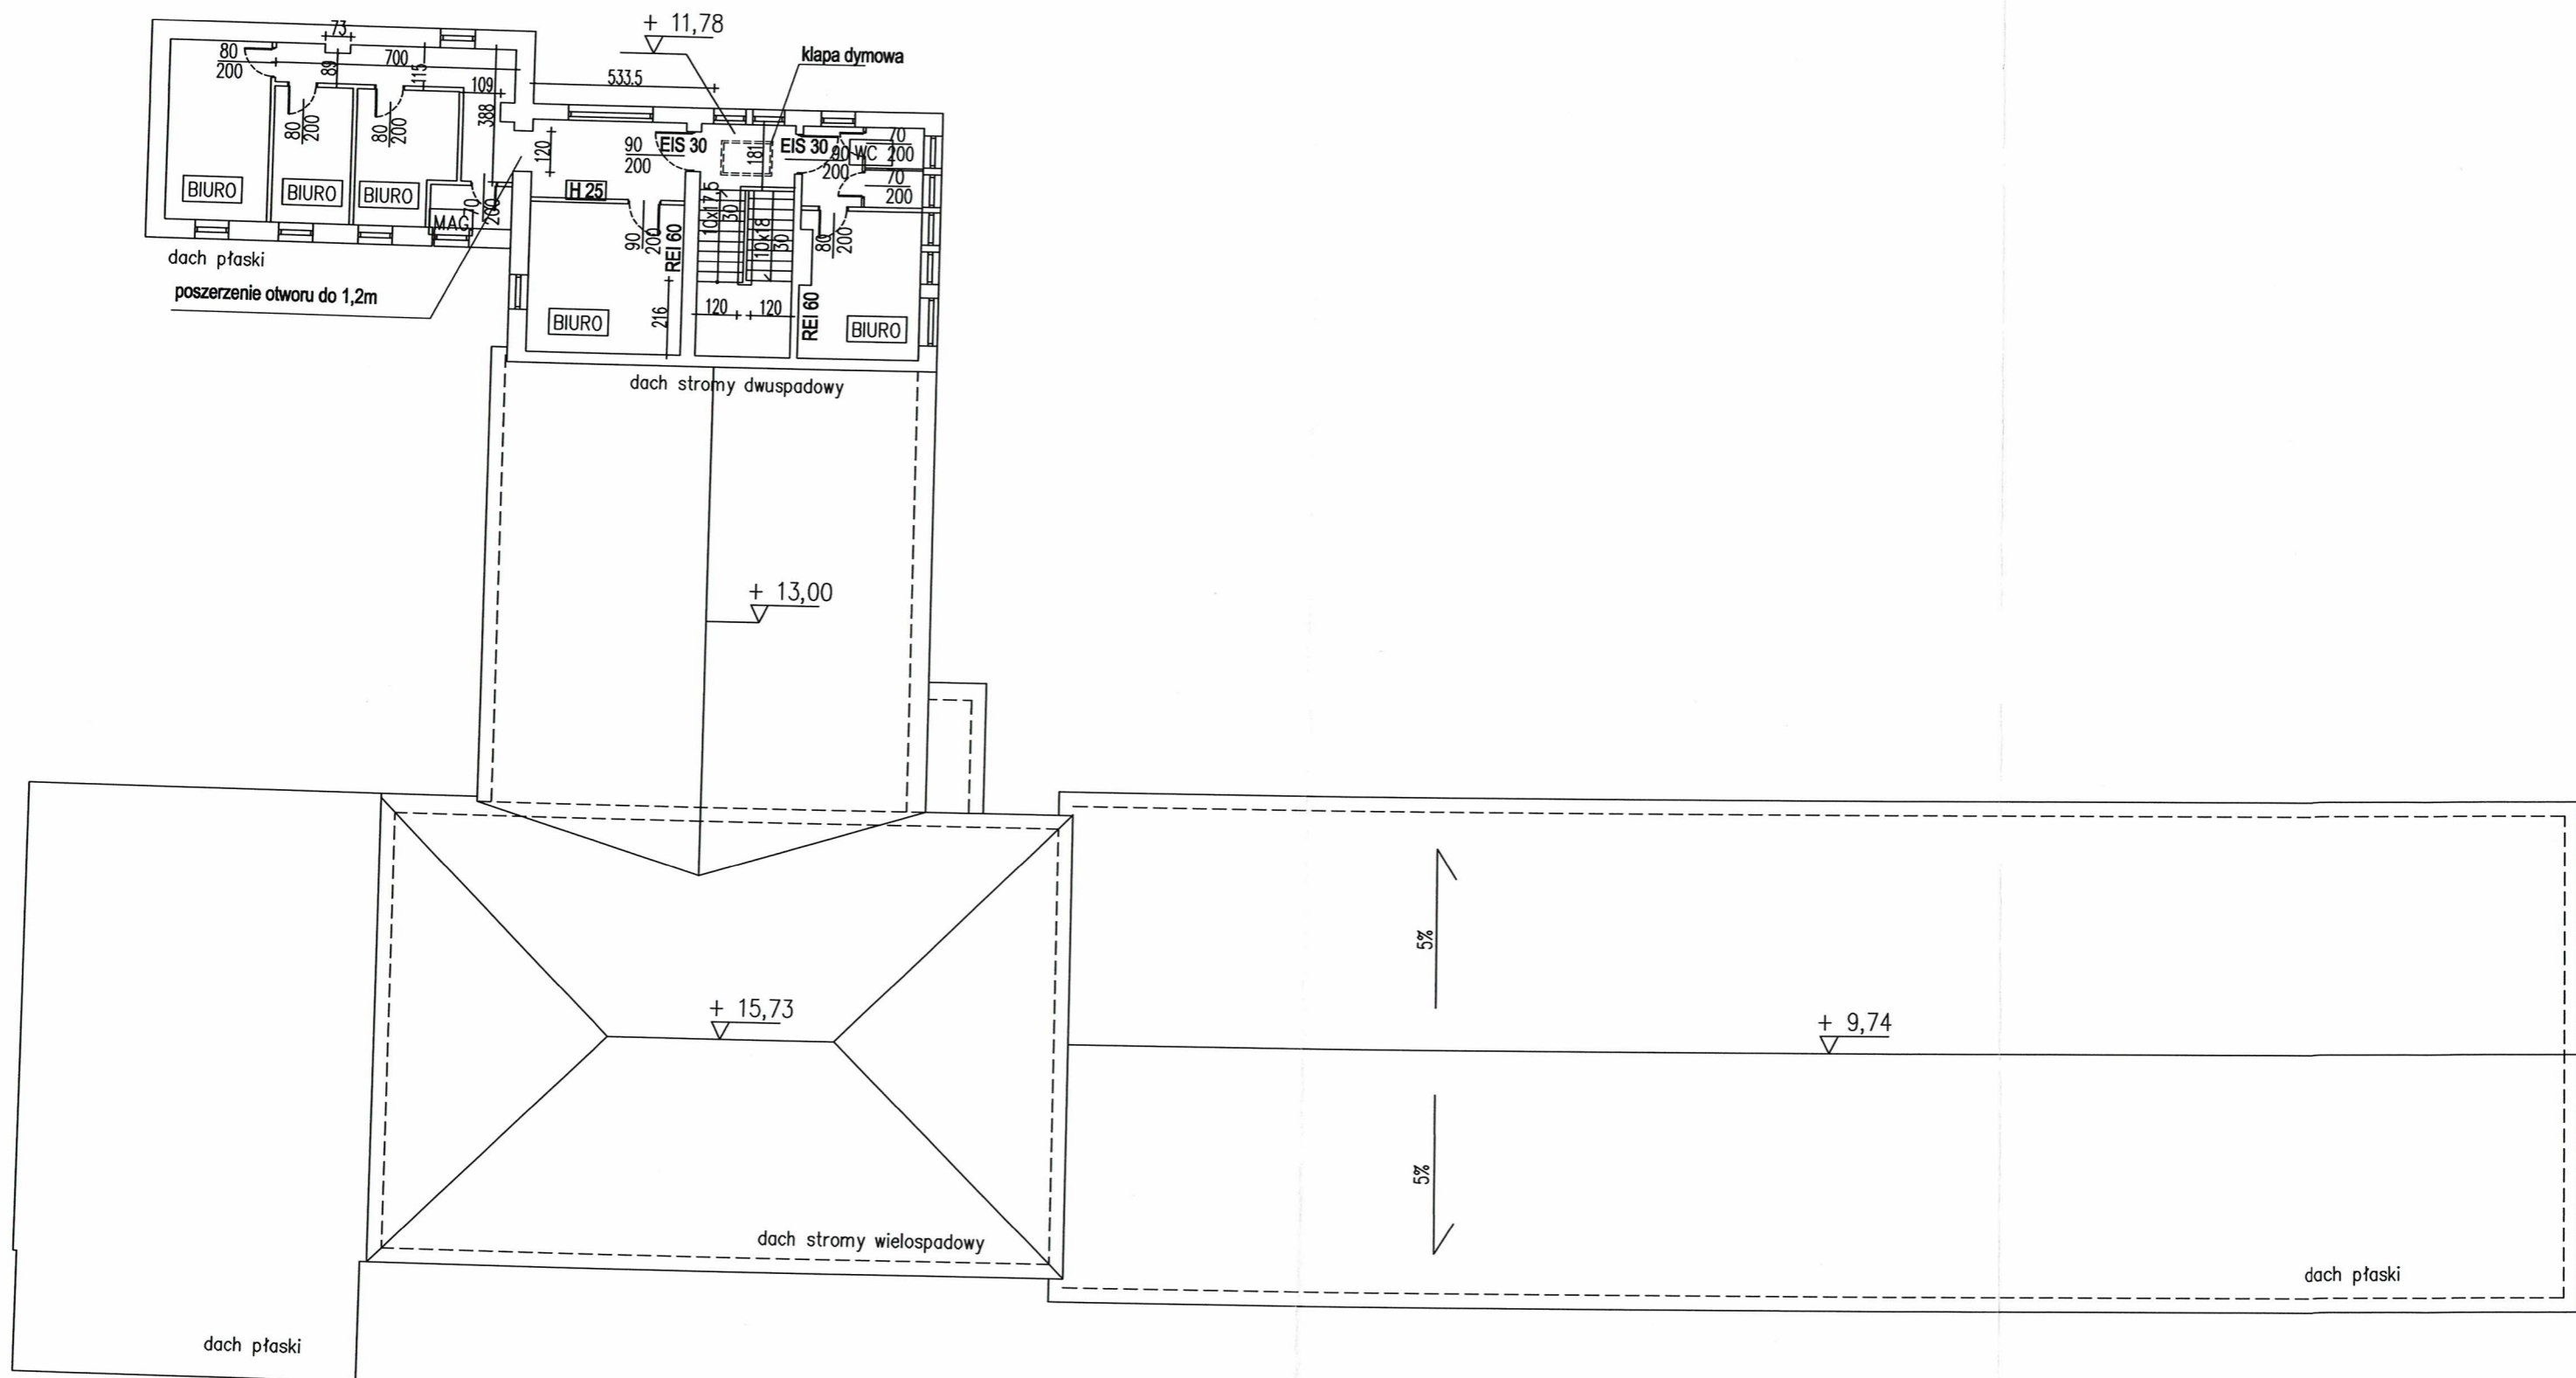 + 11,78
klapa dymowa
73
80
200
700
89
115
109
388
533.5
80
200
80
200
120
90
200
EIS 30
181
EIS 30
90
200
70
WC 200
70
200
BIURO
BIURO
BIURO
MAG
70
200
H 25
10x17,5
30
10x18
30
90
200
REI 60
80
200
dach płaski
poszerzenie otworu do 1,2m
BIURO
216
120
120
REI 60
BIURO
dach stromy dwuspadowy
+ 13,00
5%
+ 15,73
+ 9,74
5%
dach stromy wielospadowy
dach płaski
dach płaski